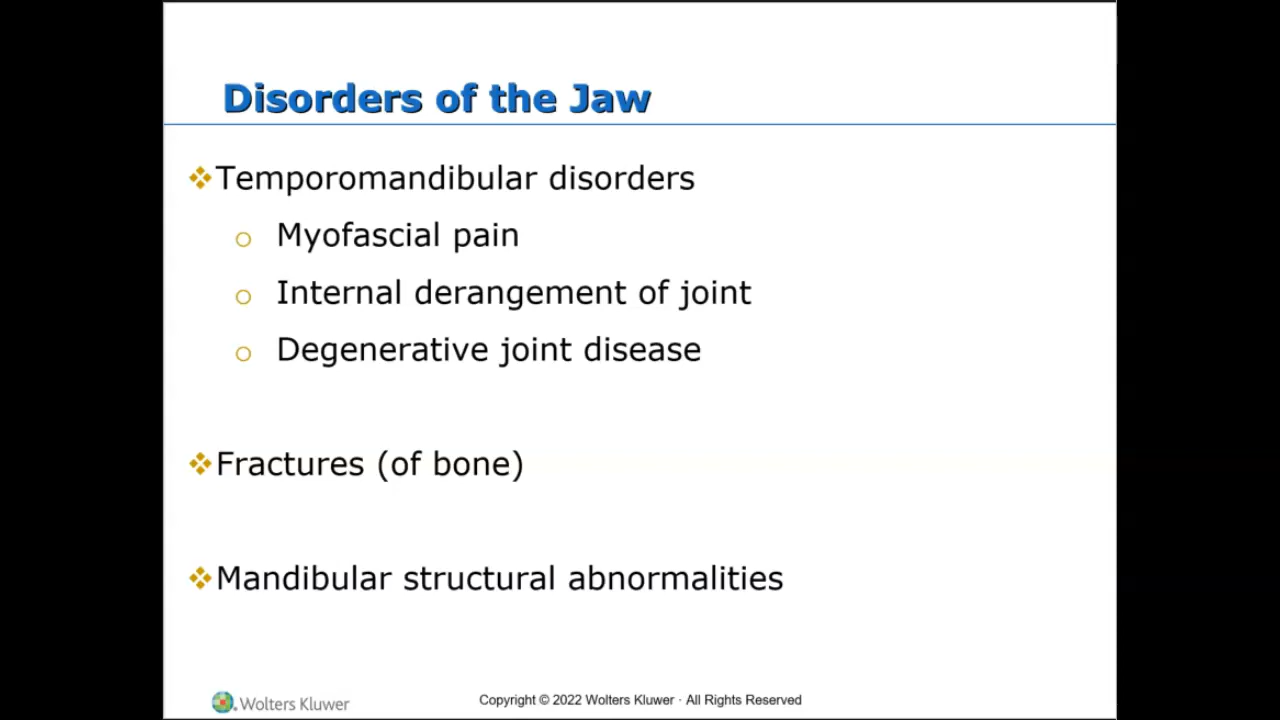 Disorders of the Jaw
Temporomandibular disorders
Myofascial pain
Internal derangement of joint
Degenerative joint disease
Fractures (of bone)
Mandibular structural abnormalities
Wolters Kluwer
Copyright © 2022 Wolters Kluwer · All Rights Reserved